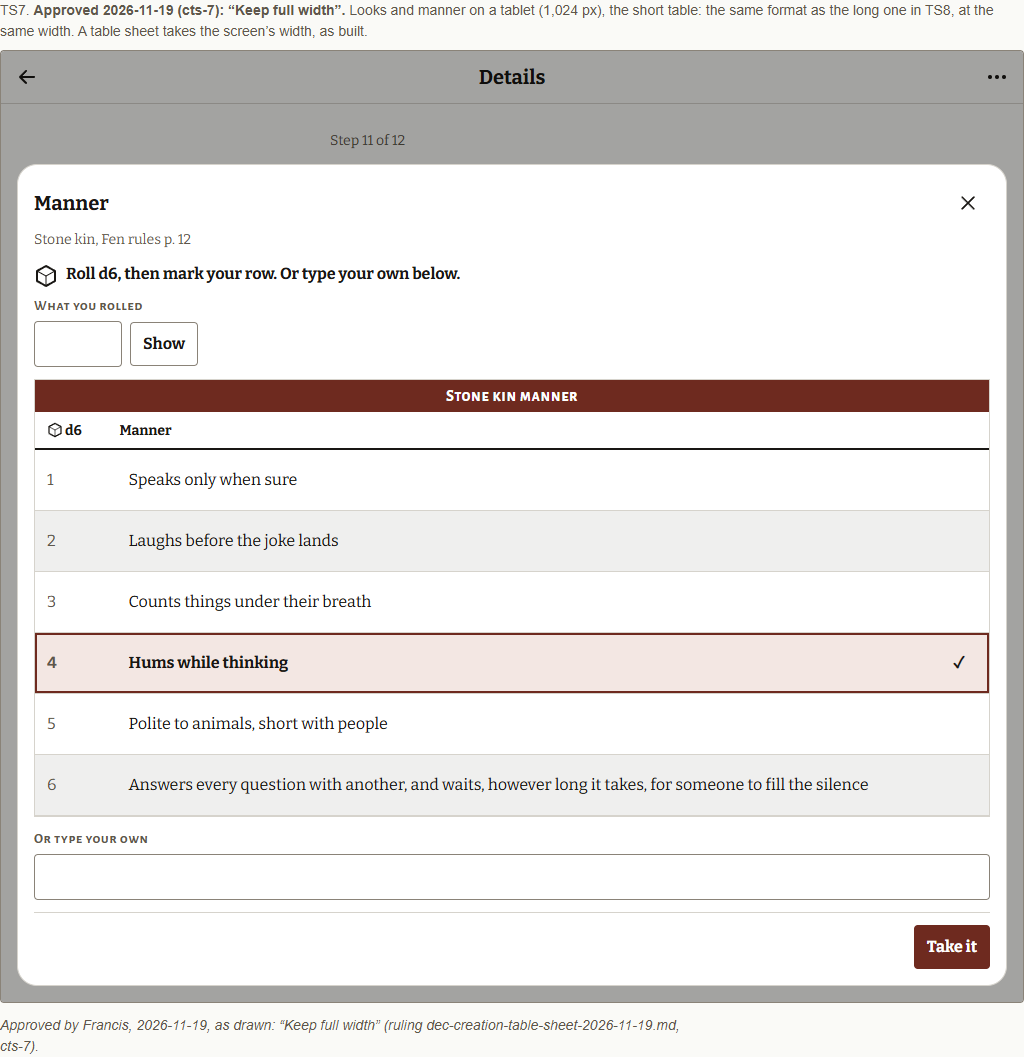 TS7. Approved 2026-11-19 (cts-7): “Keep full width”. Looks and manner on a tablet (1,024 px), the short table: the same format as the long one in TS8, at the
same width. A table sheet takes the screen’s width, as built.
Details
Step 11 of 12
Manner
Stone kin, Fen rules p. 12
Roll d6, then mark your row. Or type your own below.
What you rolled
Show
Stone kin manner
d6 Manner
1 Speaks only when sure
2 Laughs before the joke lands
3 Counts things under their breath
4 Hums while thinking ✓
5 Polite to animals, short with people
6 Answers every question with another, and waits, however long it takes, for someone to fill the silence
Or type your own
Take it
Approved by Francis, 2026-11-19, as drawn: “Keep full width” (ruling dec-creation-table-sheet-2026-11-19.md,
cts-7).